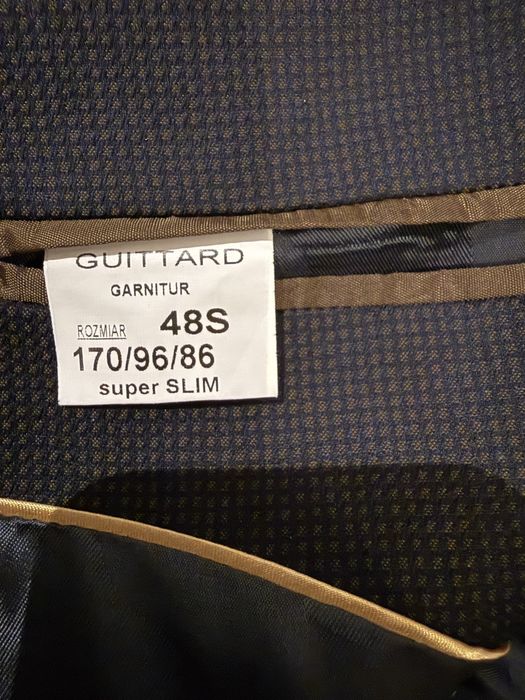 GUITTARD
GARNITUR
ROZMIAR 48S
170/96/86
super SLIM